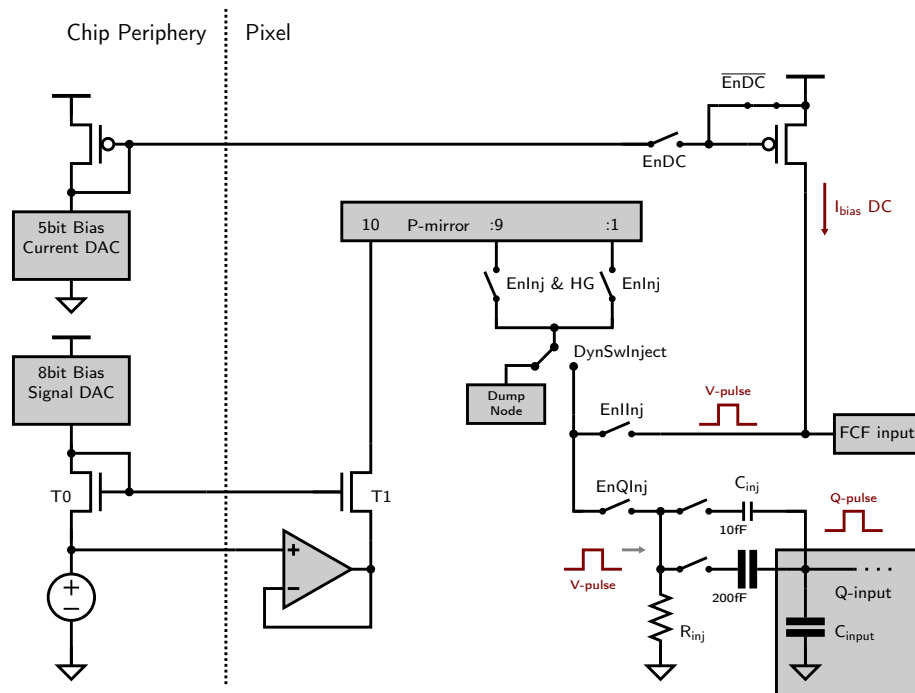 Chip Periphery
Pixel
EnDC
EnDC
5bit Bias
Current DAC
I_bias DC
10 P-mirror :9 :1
EnInj & HG
EnInj
8bit Bias
Signal DAC
DynSwInject
Dump
Node
EnIInj
V-pulse
FCF input
T0
T1
EnQInj
C_inj
10fF
Q-pulse
+
+
−
−
V-pulse
200fF
R_inj
Q-input
C_input